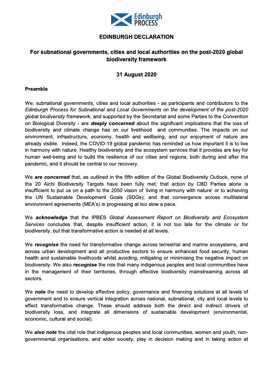 Edinburgh
PROCESS
EDINBURGH DECLARATION
For subnational governments, cities and local authorities on the post-2020 global
biodiversity framework
31 August 2020
Preamble
We, subnational governments, cities and local authorities - as participants and contributors to the
Edinburgh Process for Subnational and Local Governments on the development of the post-2020
global biodiversity framework, and supported by the Secretariat and some Parties to the Convention
on Biological Diversity - are deeply concerned about the significant implications that the loss of
biodiversity and climate change has on our livelihood and communities. The impacts on our
environment, infrastructure, economy, health and wellbeing, and our enjoyment of nature are
already visible. Indeed, the COVID-19 global pandemic has reminded us how important it is to live
in harmony with nature. Healthy biodiversity and the ecosystem services that it provides are key for
human well-being and to build the resilience of our cities and regions, both during and after the
pandemic, and it should be central to our recovery.
We are concerned that, as outlined in the fifth edition of the Global Biodiversity Outlook, none of
the 20 Aichi Biodiversity Targets have been fully met; that action by CBD Parties alone is
insufficient to put us on a path to the 2050 vision of 'living in harmony with nature' or to achieving
the UN Sustainable Development Goals (SDGs); and that convergence across multilateral
environment agreements (MEA's) is progressing at too slow a pace.
We acknowledge that the IPBES Global Assessment Report on Biodiversity and Ecosystem
Services concludes that, despite insufficient action, it is not too late for the climate or for
biodiversity, but that transformative action is needed at all levels.
We recognise the need for transformative change across terrestrial and marine ecosystems, and
across urban development and all productive sectors to ensure enhanced food security, human
health and sustainable livelihoods whilst avoiding, mitigating or minimising the negative impact on
biodiversity. We also recognise the role that many indigenous peoples and local communities have
in the management of their territories, through effective biodiversity mainstreaming across all
sectors.
We note the need to develop effective policy, governance and financing solutions at all levels of
government and to ensure vertical integration across national, subnational, city and local levels to
effect transformative change. These should address both the direct and indirect drivers of
biodiversity loss, and integrate all dimensions of sustainable development (environmental,
economic, cultural and social).
We also note the vital role that indigenous peoples and local communities, women and youth, non-
governmental organisations, and wider society, play in decision making and in taking action at